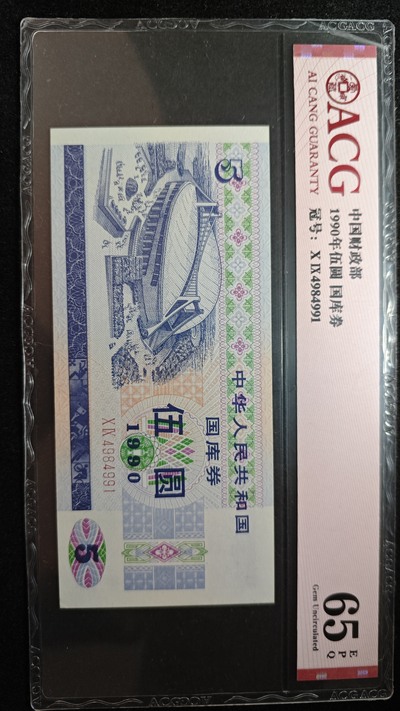 ACG
AI CANG GUARANTY
中国财政部
1990年伍圆 国库券
冠号: X IX 4984991
65 EPQ
Gem Uncirculated
5
中华人民共和国
国库券
伍圆
1990
X IX 4984991
5